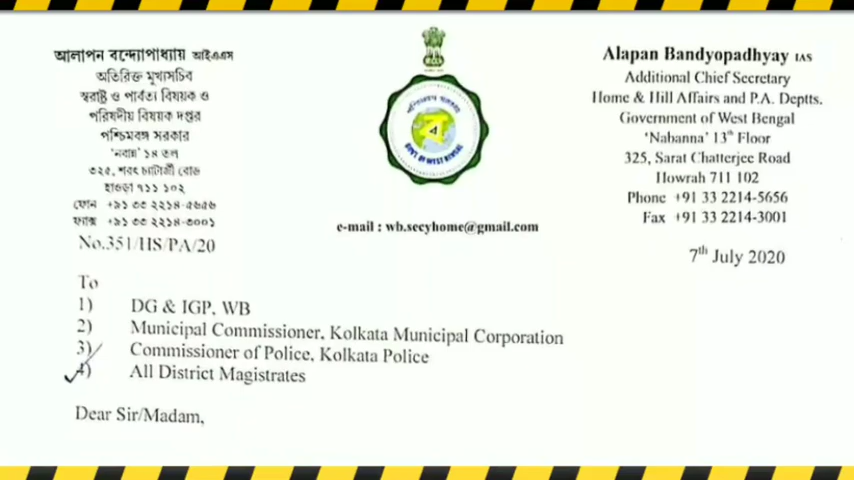 আলাপন বন্দ্যোপাধ্যায় আইএএস
অতিরিক্ত মুখ্যসচিব
স্বরাষ্ট্র ও পার্বত্য বিষয়ক ও
পরিষদীয় বিষয়ক দপ্তর
পশ্চিমবঙ্গ সরকার
'নবান্ন' ১৪ তল
৩২৫, শরৎ চ্যাটার্জী রোড
হাওড়া ৭১১ ১০২
ফোন +৯১ ৩৩ ২২১৪-৫৬৫৬
ফ্যাক্স +৯১ ৩৩ ২২১৪-৩০০১
No.351/HS/PA/20
GOVT. OF WEST BENGAL
e-mail : wb.secyhome@gmail.com
Alapan Bandyopadhyay IAS
Additional Chief Secretary
Home & Hill Affairs and P.A. Deptts.
Government of West Bengal
'Nabanna' 13th Floor
325, Sarat Chatterjee Road
Howrah 711 102
Phone +91 33 2214-5656
Fax +91 33 2214-3001
7th July 2020
To
1) DG & IGP, WB
2) Municipal Commissioner, Kolkata Municipal Corporation
3) Commissioner of Police, Kolkata Police
4) All District Magistrates
Dear Sir/Madam,